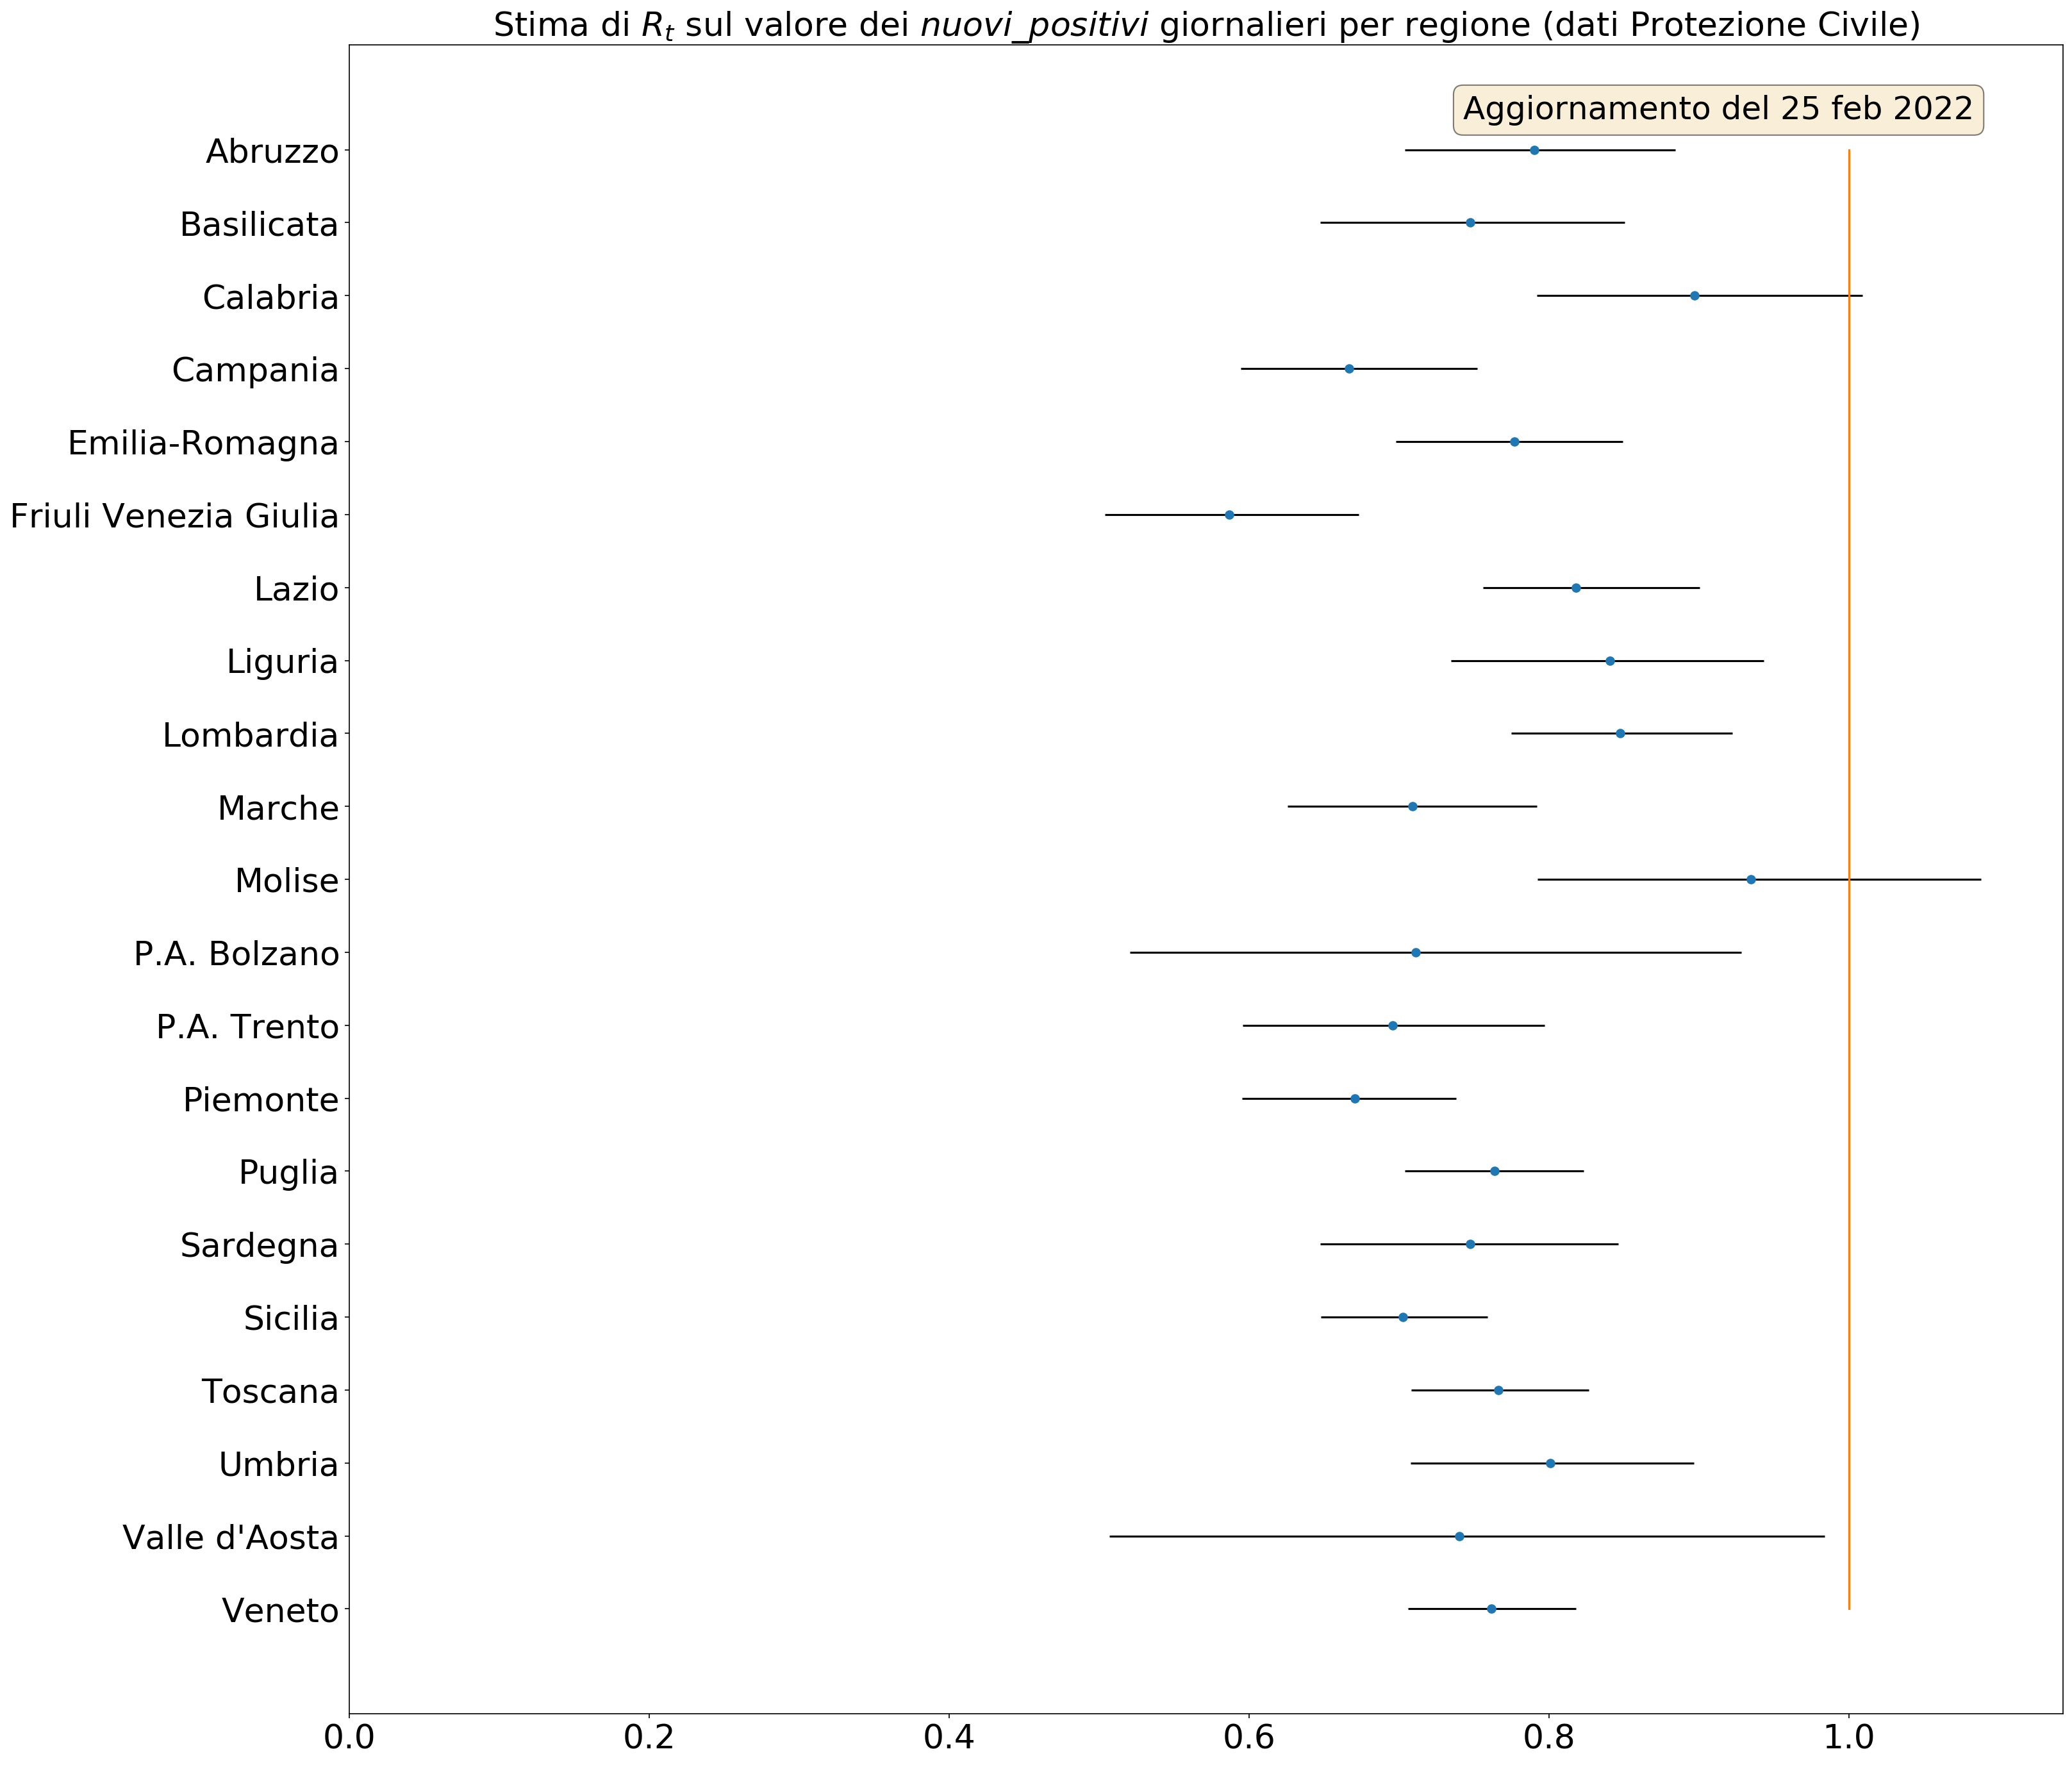 Stima di R_t sul valore dei nuovi_positivi giornalieri per regione (dati Protezione Civile)
Aggiornamento del 25 feb 2022
Abruzzo
Basilicata
Calabria
Campania
Emilia-Romagna
Friuli Venezia Giulia
Lazio
Liguria
Lombardia
Marche
Molise
P.A. Bolzano
P.A. Trento
Piemonte
Puglia
Sardegna
Sicilia
Toscana
Umbria
Valle d'Aosta
Veneto
0.0 0.2 0.4 0.6 0.8 1.0